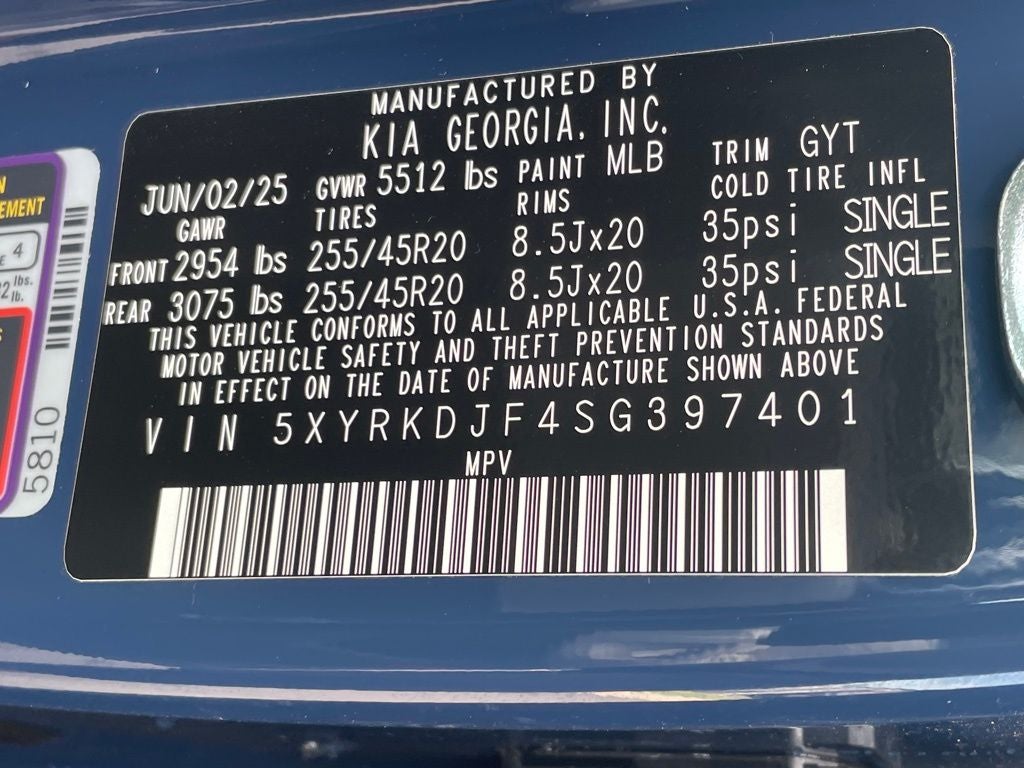 MANUFACTURED BY
KIA GEORGIA, INC.
JUN/02/25 GVWR 5512 lbs PAINT MLB TRIM GYT
GAWR TIRES RIMS COLD TIRE INFL
FRONT 2954 lbs 255/45R20 8.5Jx20 35psi SINGLE
REAR 3075 lbs 255/45R20 8.5Jx20 35psi SINGLE
THIS VEHICLE CONFORMS TO ALL APPLICABLE U.S.A. FEDERAL
MOTOR VEHICLE SAFETY AND THEFT PREVENTION STANDARDS
IN EFFECT ON THE DATE OF MANUFACTURE SHOWN ABOVE
VIN 5XYRKDJF4SG397401
MPV
4
lbs.
lb.
5810